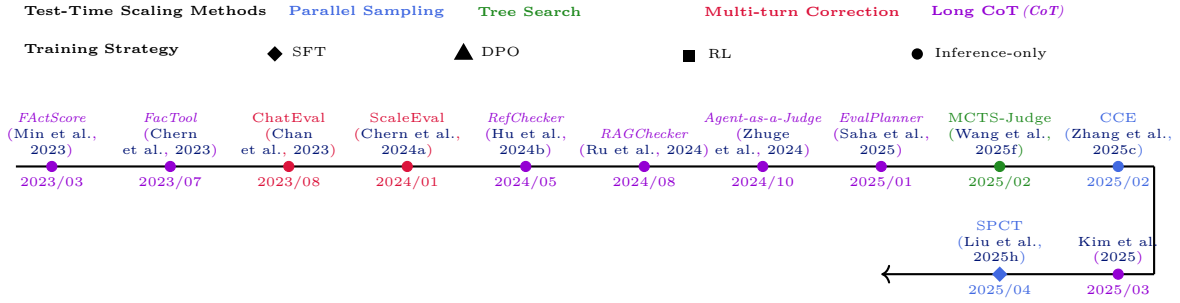 Test-Time Scaling Methods Parallel Sampling Tree Search Multi-turn Correction Long CoT (CoT)
Training Strategy SFT DPO RL Inference-only
FActScore
(Min et al.,
2023)
2023/03
FacTool
(Chern
et al., 2023)
2023/07
ChatEval
(Chan
et al., 2023)
2023/08
ScaleEval
(Chern et al.,
2024a)
2024/01
RefChecker
(Hu et al.,
2024b)
2024/05
RAGChecker
(Ru et al., 2024)
2024/08
Agent-as-a-Judge
(Zhuge
et al., 2024)
2024/10
EvalPlanner
(Saha et al.,
2025)
2025/01
MCTS-Judge
(Wang et al.,
2025f)
2025/02
CCE
(Zhang et al.,
2025c)
2025/02
SPCT
(Liu et al.,
2025h)
2025/04
Kim et al.
(2025)
2025/03